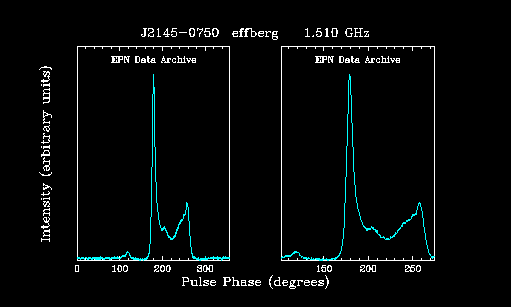 J2145-0750 effberg 1.510 GHz
EPN Data Archive EPN Data Archive
Intensity (arbitrary units)
0 100 200 300 150 200 250
Pulse Phase (degrees)